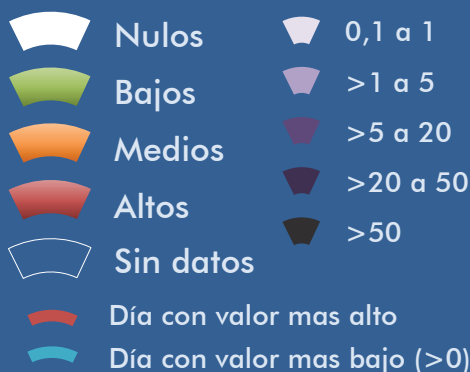 Nulos
Bajos
Medios
Altos
Sin datos
0,1 a 1
>1 a 5
>5 a 20
>20 a 50
>50
Día con valor mas alto
Día con valor mas bajo (>0)